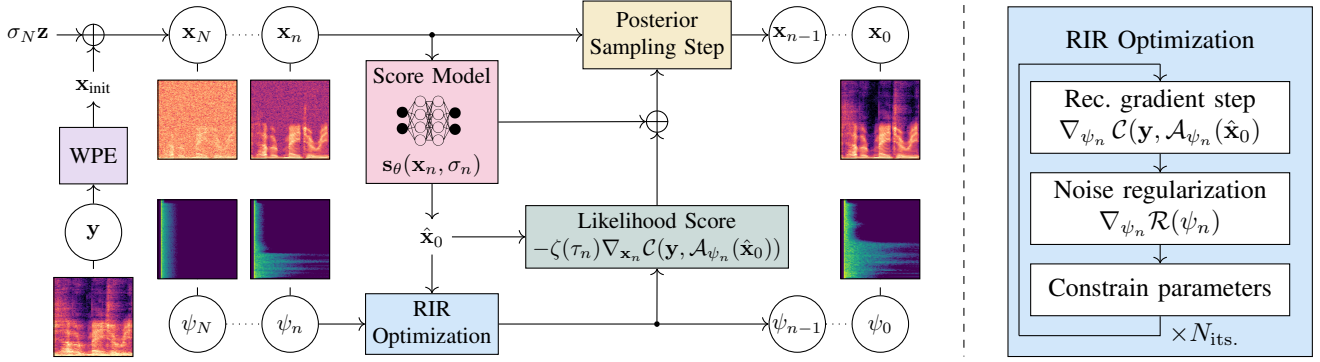 σ_N z
x_N
x_n
Posterior
Sampling Step
x_{n−1}
x_0
x_init
Score Model
s_θ(x_n, σ_n)
WPE
y
x̂_0
Likelihood Score
−ζ(τ_n)∇_{x_n} C(y, A_{ψ_n}(x̂_0))
ψ_N
ψ_n
RIR
Optimization
ψ_{n−1}
ψ_0
RIR Optimization
Rec. gradient step
∇_{ψ_n} C(y, A_{ψ_n}(x̂_0))
Noise regularization
∇_{ψ_n} R(ψ_n)
Constrain parameters
×N_its.